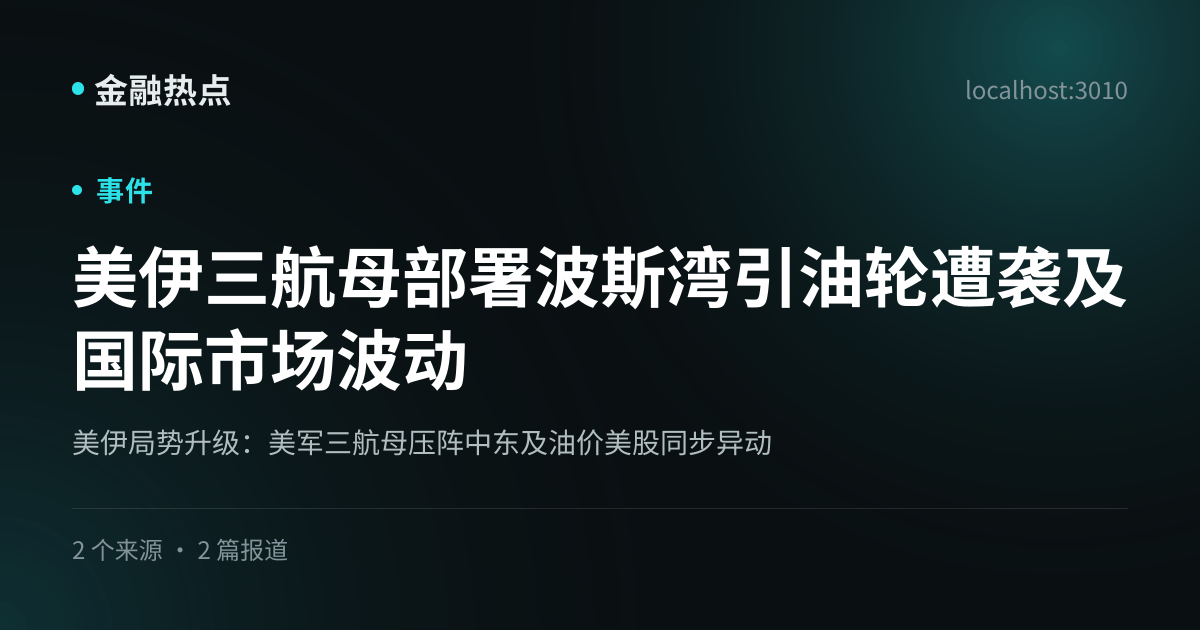 金融热点
localhost:3010
事件
美伊三航母部署波斯湾引油轮遭袭及
国际市场波动
美伊局势升级：美军三航母压阵中东及油价美股同步异动
2 个来源 · 2 篇报道